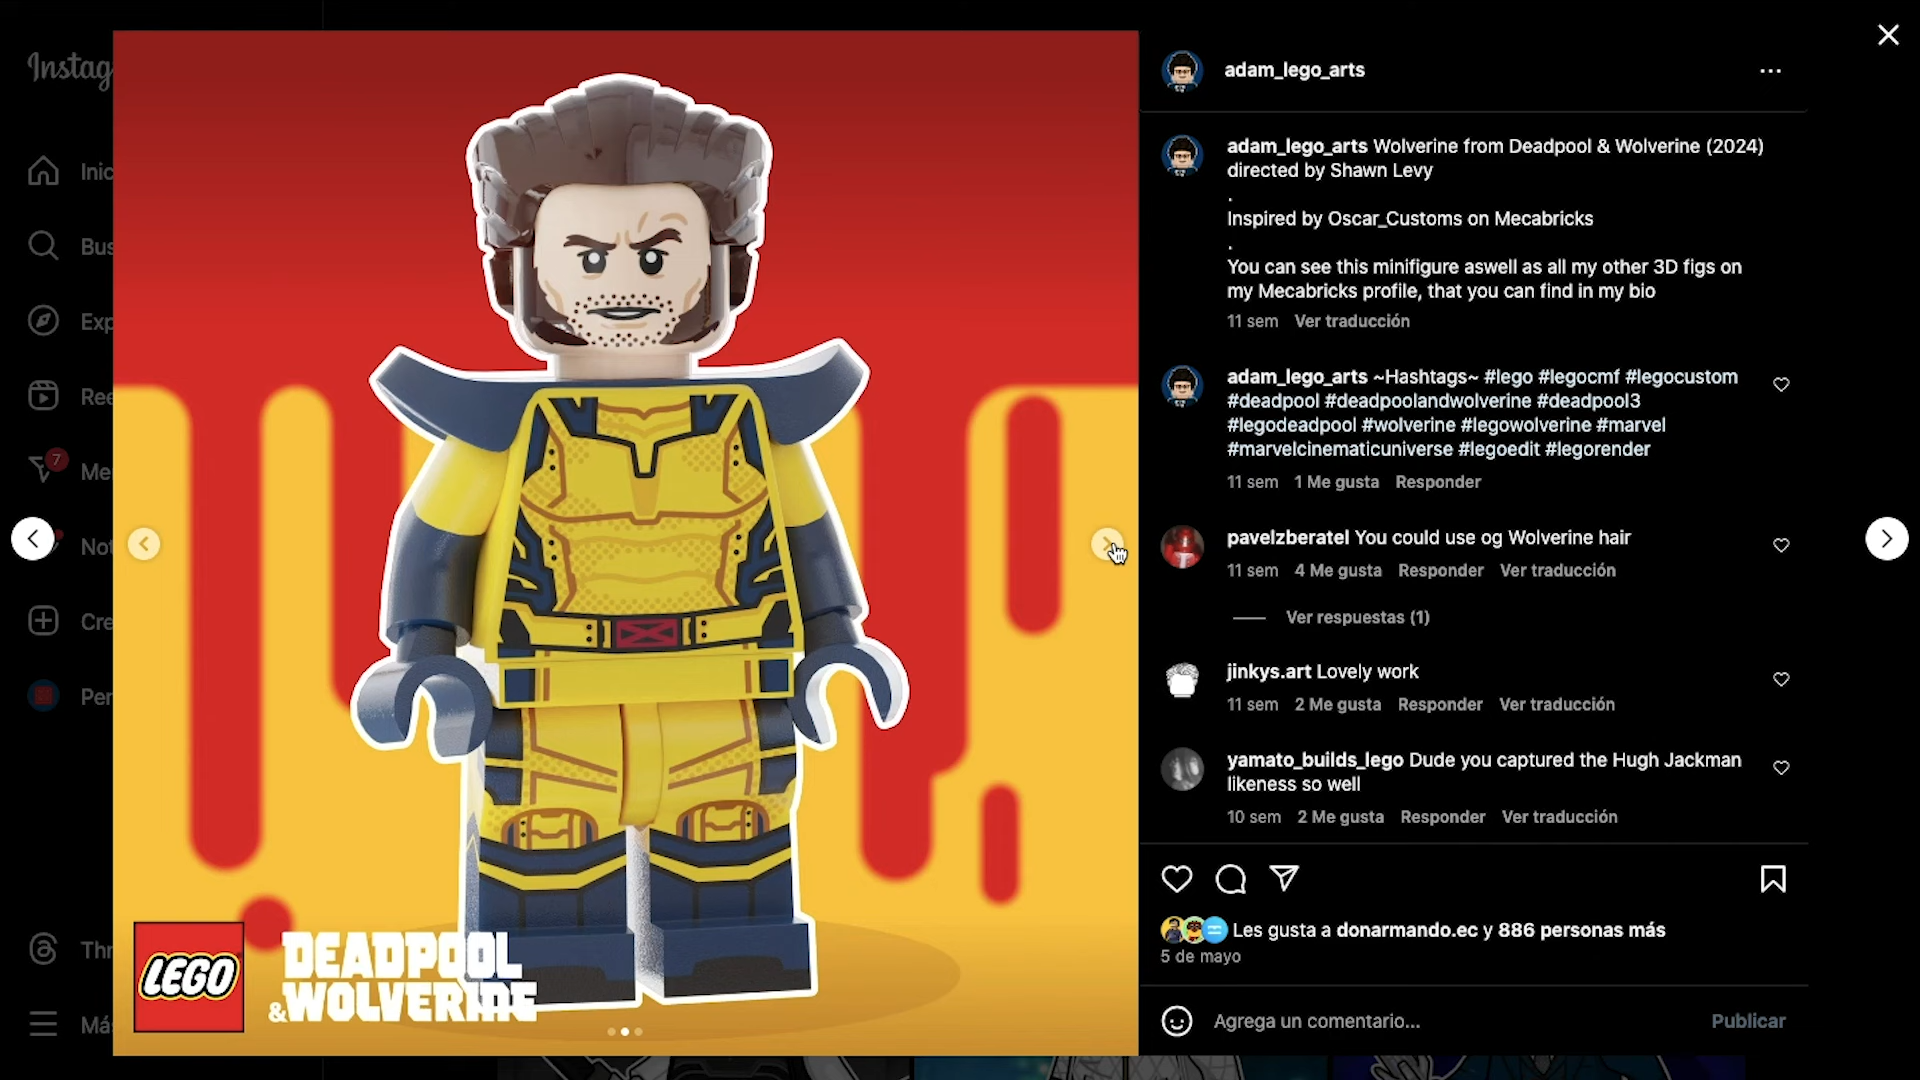 Instag
Inic
Bus
Exp
Ree
7
Me
Not
Cre
Per
Thr
Má
LEGO
DEADPOOL
&WOLVERINE
adam_lego_arts
adam_lego_arts Wolverine from Deadpool & Wolverine (2024)
directed by Shawn Levy
.
Inspired by Oscar_Customs on Mecabricks
.
You can see this minifigure aswell as all my other 3D figs on
my Mecabricks profile, that you can find in my bio
11 sem Ver traducción
adam_lego_arts ~Hashtags~ #lego #legocmf #legocustom
#deadpool #deadpoolandwolverine #deadpool3
#legodeadpool #wolverine #legowolverine #marvel
#marvelcinematicuniverse #legoedit #legorender
11 sem 1 Me gusta Responder
pavelzberatel You could use og Wolverine hair
11 sem 4 Me gusta Responder Ver traducción
Ver respuestas (1)
jinkys.art Lovely work
11 sem 2 Me gusta Responder Ver traducción
yamato_builds_lego Dude you captured the Hugh Jackman
likeness so well
10 sem 2 Me gusta Responder Ver traducción
Les gusta a donarmando.ec y 886 personas más
5 de mayo
Agrega un comentario...
Publicar